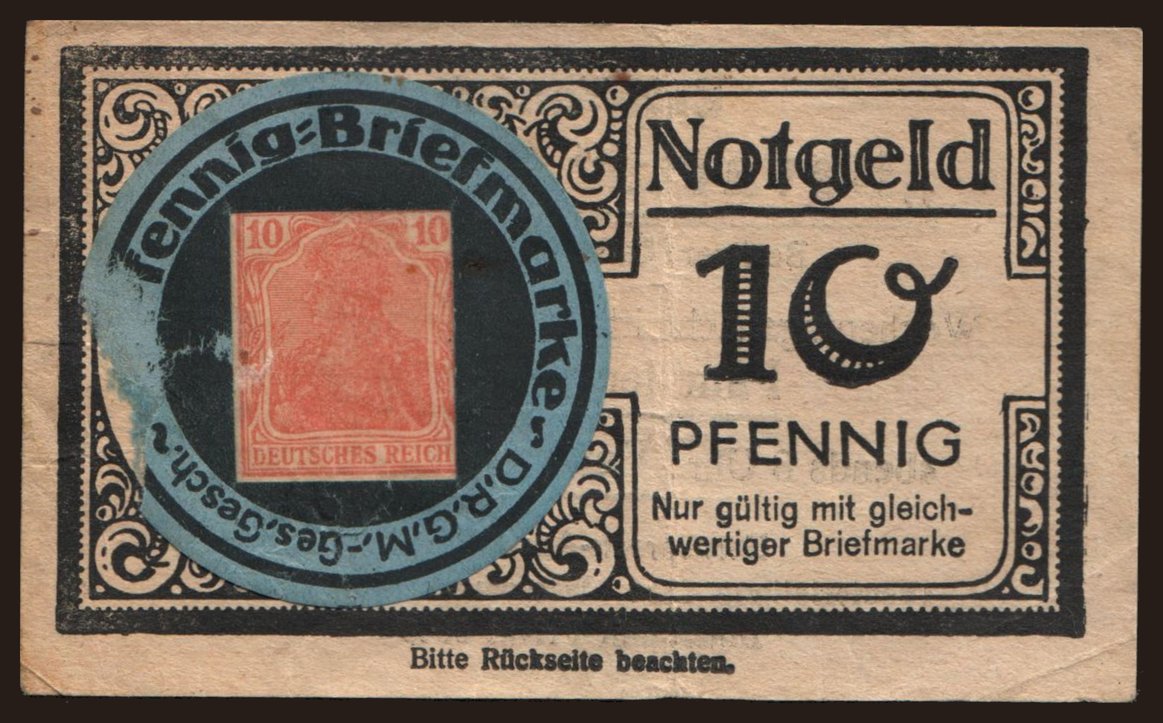 Pfennig=Briefmarke~D.R.G.M.-Ges.Gesch.~
10 10
DEUTSCHES REICH
Notgeld
10
PFENNIG
Nur gültig mit gleich-
wertiger Briefmarke
Bitte Rückseite beachten.